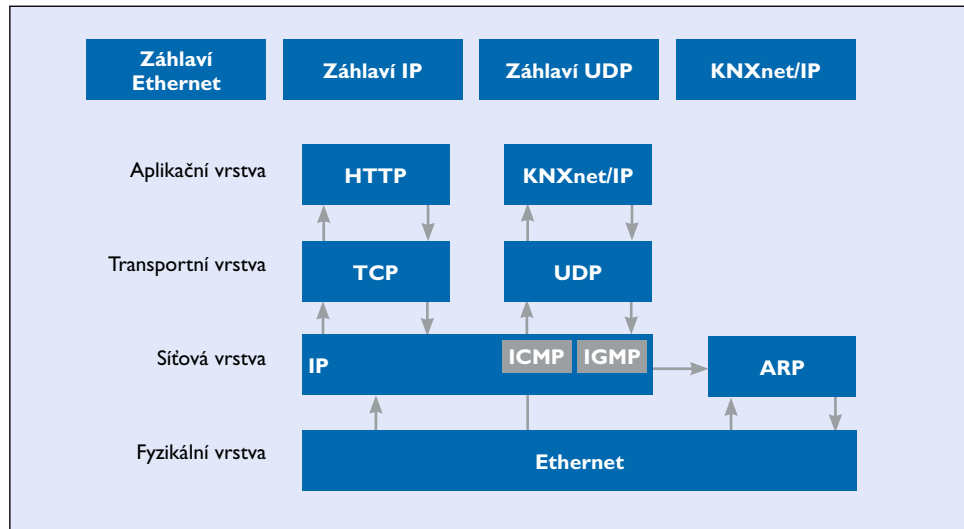 Záhlaví
Ethernet
Záhlaví IP
Záhlaví UDP
KNXnet/IP
Aplikační vrstva
HTTP
KNXnet/IP
Transportní vrstva
TCP
UDP
Síťová vrstva
IP
ICMP
IGMP
ARP
Fyzikální vrstva
Ethernet